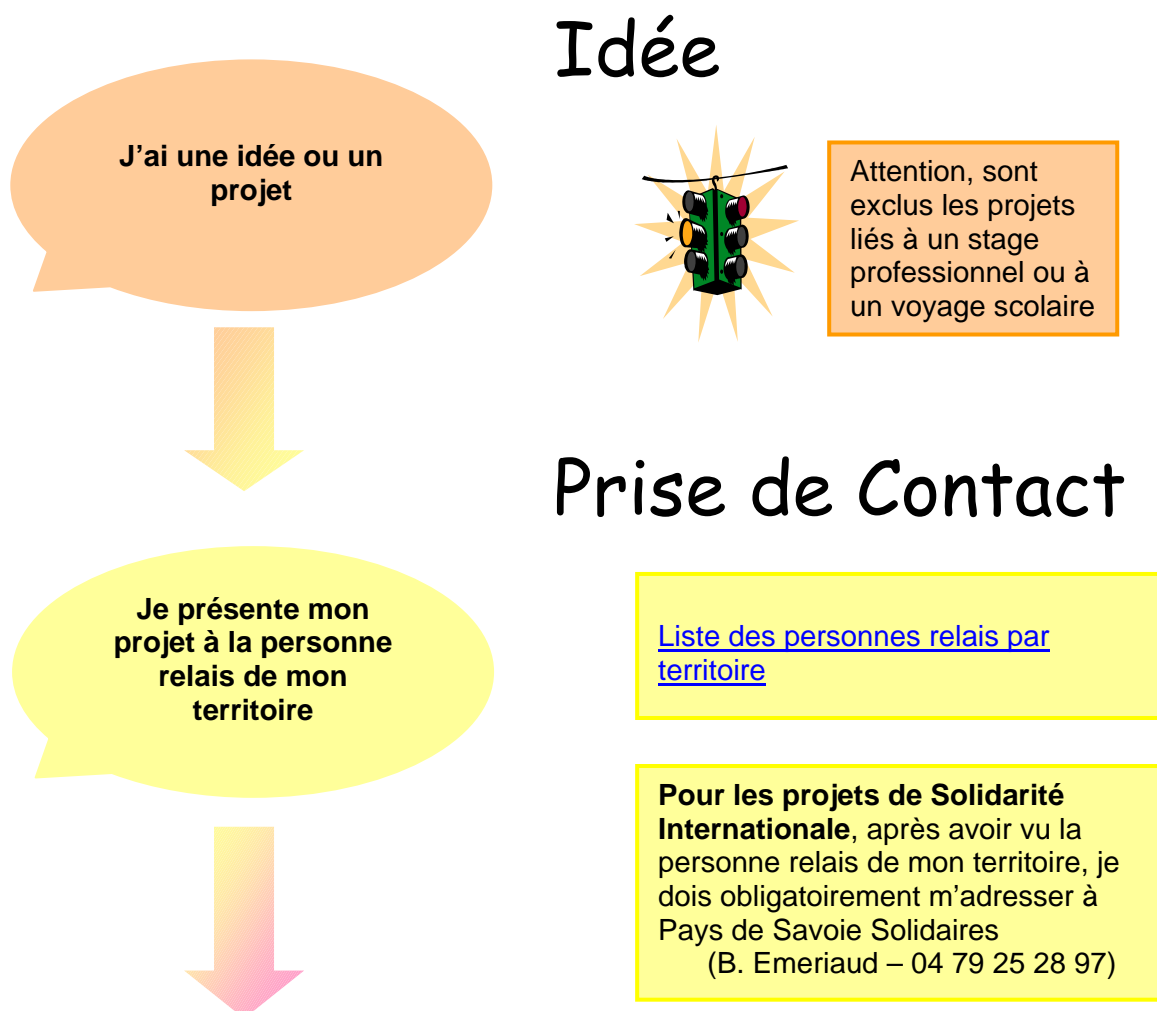 Idée
J’ai une idée ou un
projet
Attention, sont
exclus les projets
liés à un stage
professionnel ou à
un voyage scolaire
Prise de Contact
Je présente mon
projet à la personne
relais de mon
territoire
Liste des personnes relais par
territoire
Pour les projets de Solidarité
Internationale, après avoir vu la
personne relais de mon territoire, je
dois obligatoirement m’adresser à
Pays de Savoie Solidaires
(B. Emeriaud – 04 79 25 28 97)